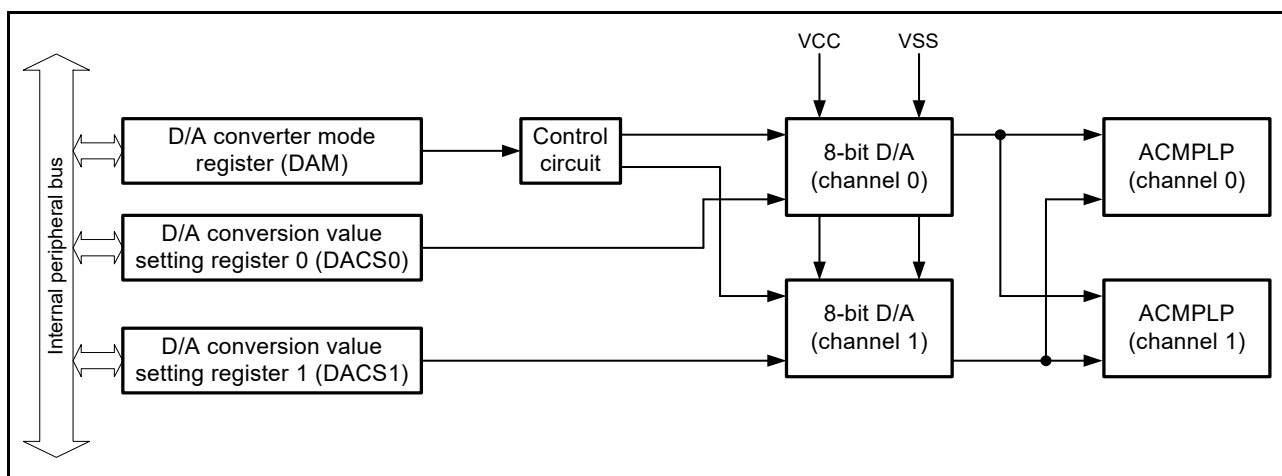 VCC
VSS
Internal peripheral bus
D/A converter mode
register (DAM)
Control
circuit
8-bit D/A
(channel 0)
ACMPLP
(channel 0)
D/A conversion value
setting register 0 (DACS0)
8-bit D/A
(channel 1)
ACMPLP
(channel 1)
D/A conversion value
setting register 1 (DACS1)